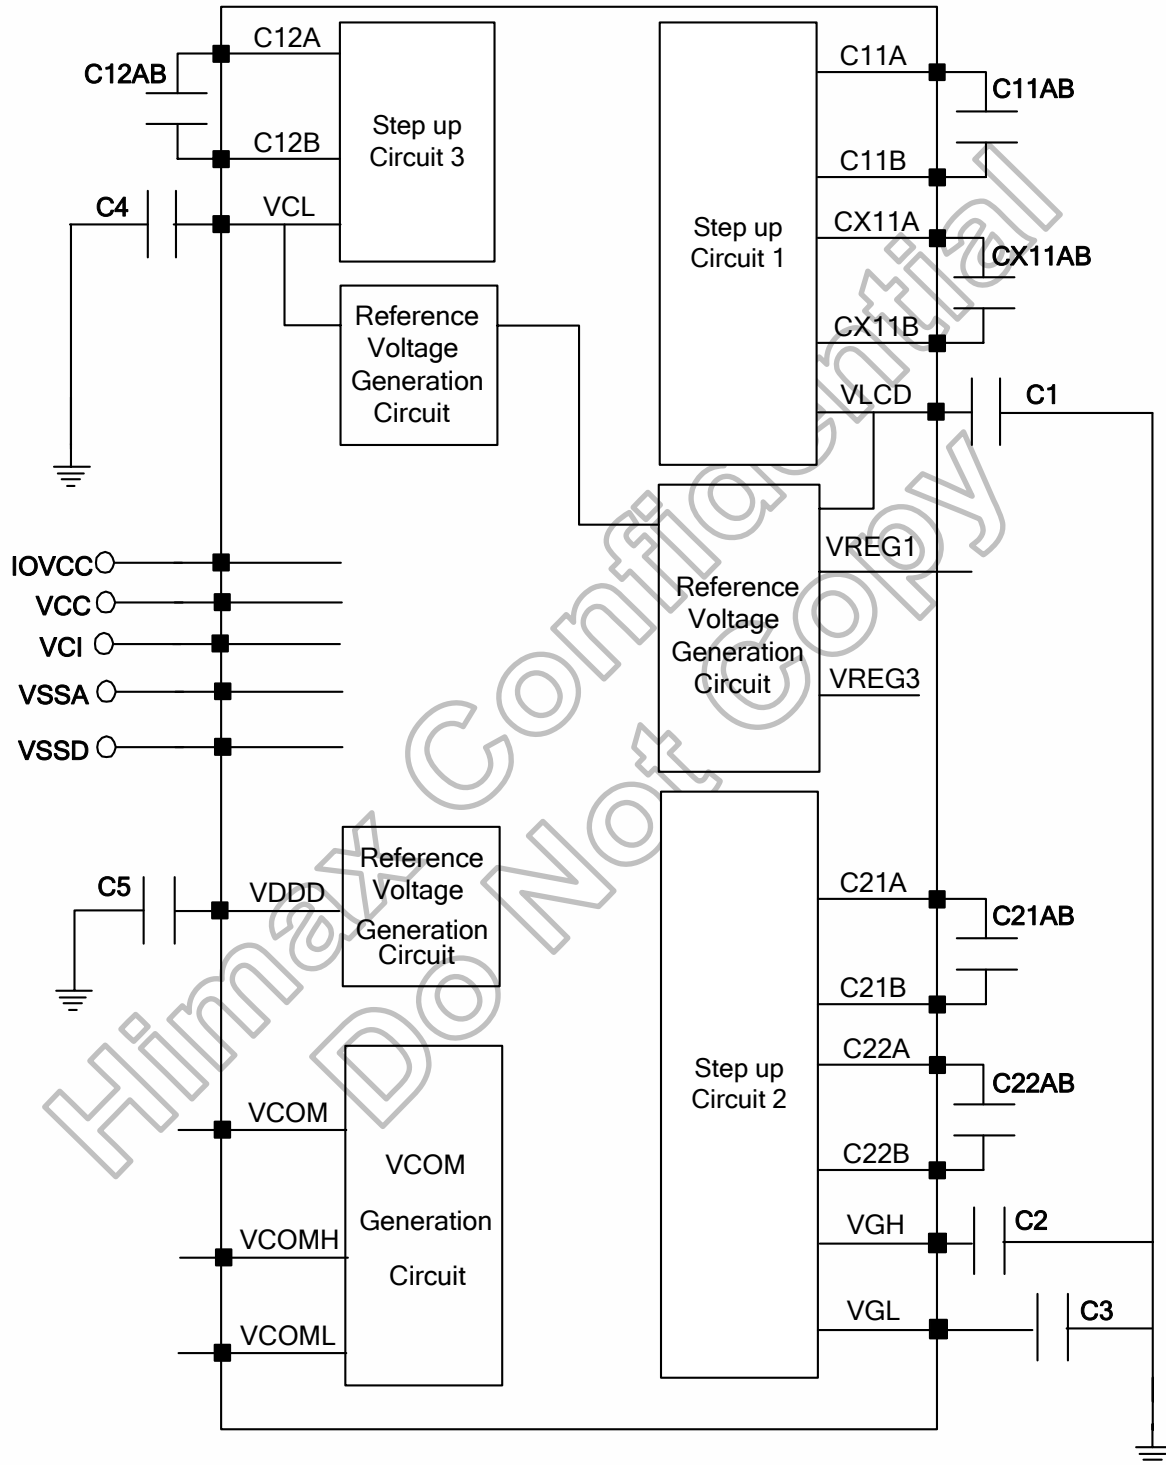 C12A
C12AB
C12B
Step up
Circuit 3
C4
VCL
Reference
Voltage
Generation
Circuit
C11A
C11AB
C11B
Step up
Circuit 1
CX11A
CX11AB
CX11B
VLCD
C1
IOVCC
VCC
VCI
VSSA
VSSD
VREG1
Reference
Voltage
Generation
Circuit
VREG3
C5
VDDD
Reference
Voltage
Generation
Circuit
C21A
C21AB
C21B
Step up
Circuit 2
C22A
C22AB
C22B
VGH
C2
VGL
C3
VCOM
VCOM
Generation
Circuit
VCOMH
VCOML
Himax Confidential
Do Not Copy